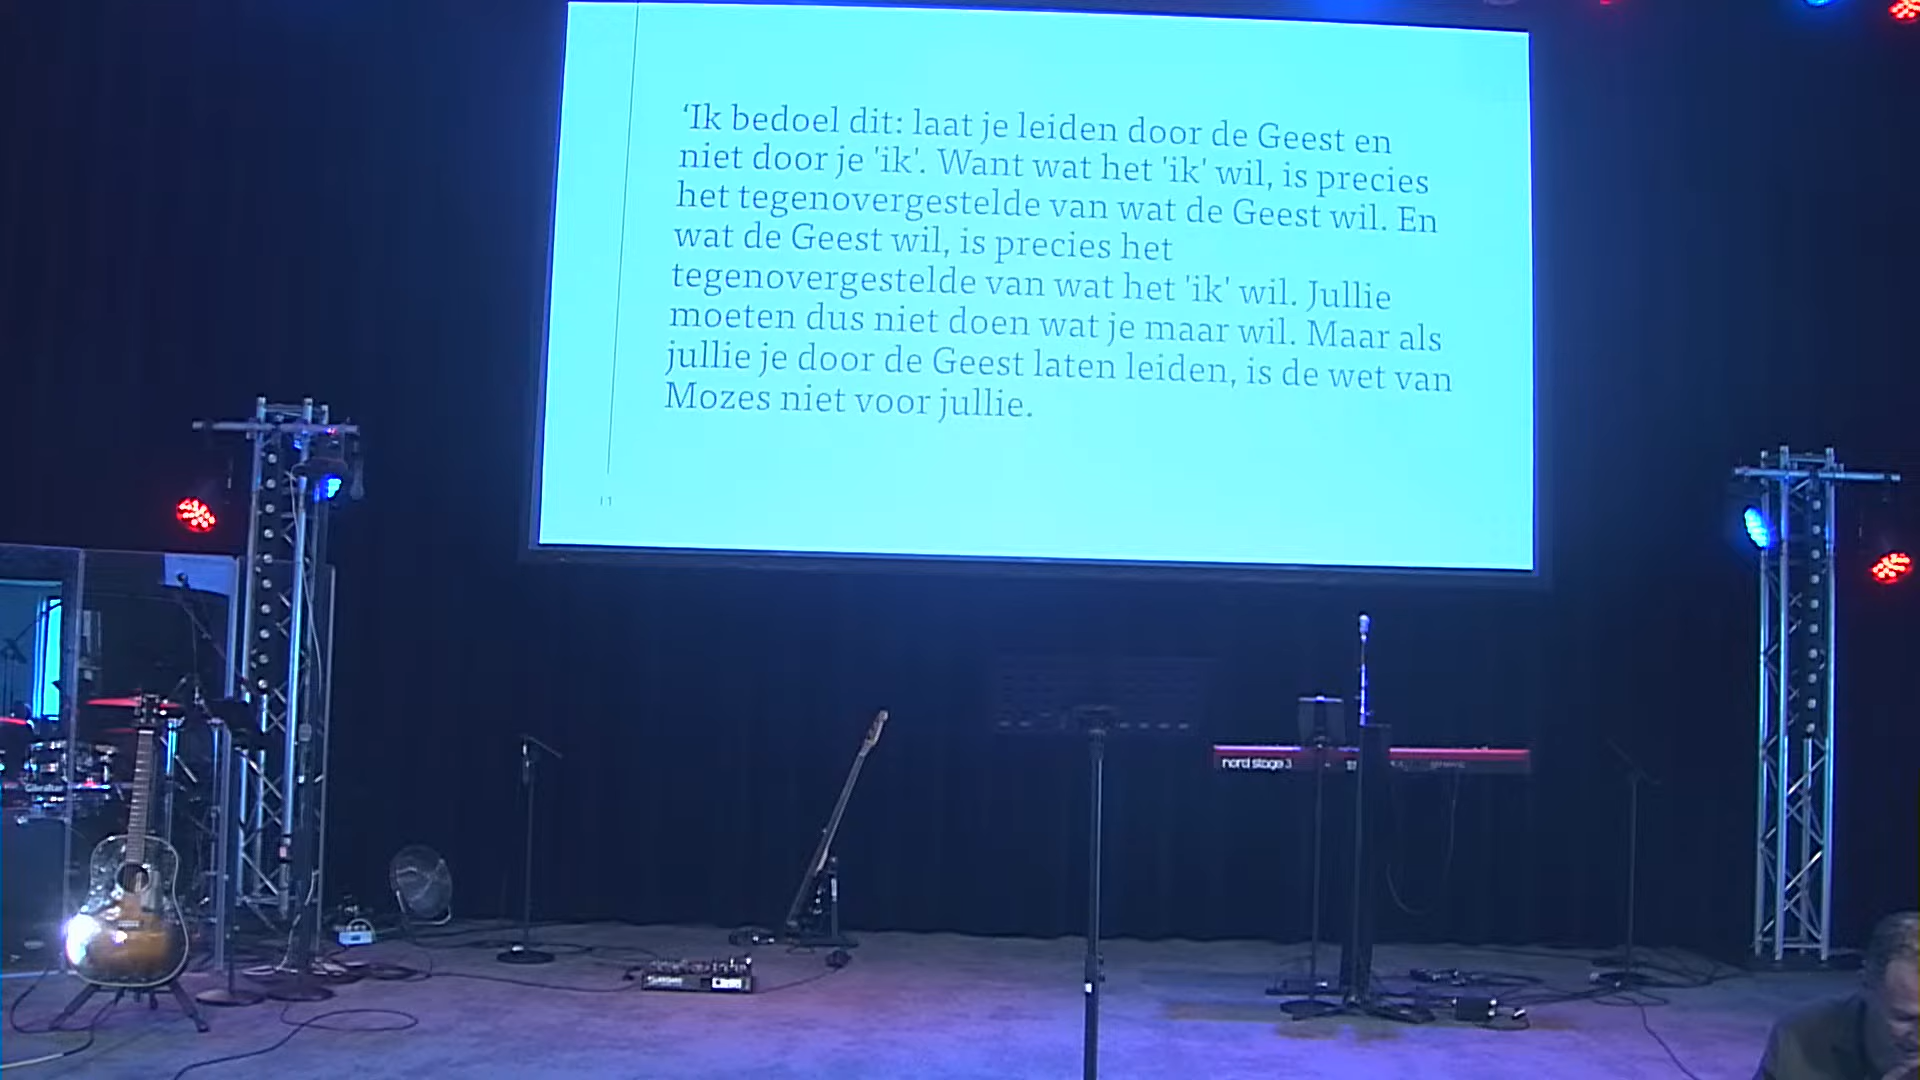 ‘Ik bedoel dit: laat je leiden door de Geest en
niet door je 'ik'. Want wat het 'ik' wil, is precies
het tegenovergestelde van wat de Geest wil. En
wat de Geest wil, is precies het
tegenovergestelde van wat het 'ik' wil. Jullie
moeten dus niet doen wat je maar wil. Maar als
jullie je door de Geest laten leiden, is de wet van
Mozes niet voor jullie.
11
nord stage 3
Gibraltar